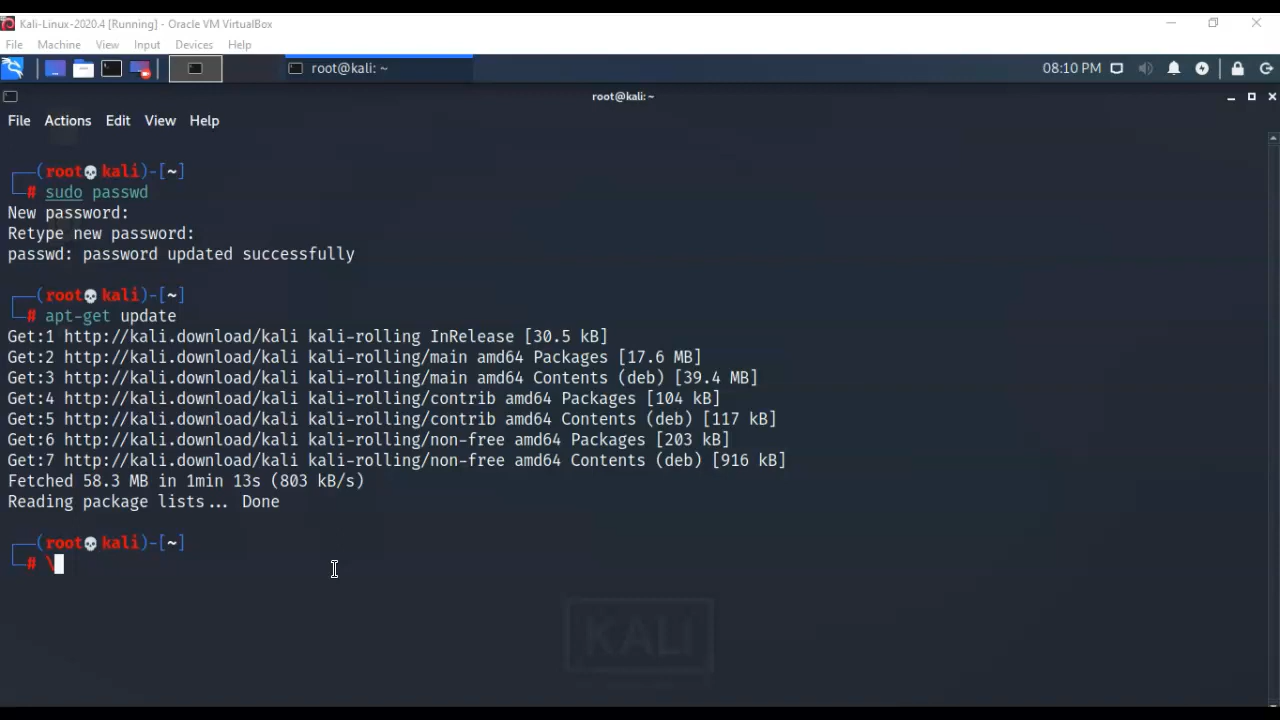 Kali-Linux-2020.4 [Running] - Oracle VM VirtualBox
File Machine View Input Devices Help
root@kali: ~
08:10 PM
root@kali:~
File Actions Edit View Help
┌──(root💀kali)-[~]
└─# sudo passwd
New password:
Retype new password:
passwd: password updated successfully
┌──(root💀kali)-[~]
└─# apt-get update
Get:1 http://kali.download/kali kali-rolling InRelease [30.5 kB]
Get:2 http://kali.download/kali kali-rolling/main amd64 Packages [17.6 MB]
Get:3 http://kali.download/kali kali-rolling/main amd64 Contents (deb) [39.4 MB]
Get:4 http://kali.download/kali kali-rolling/contrib amd64 Packages [104 kB]
Get:5 http://kali.download/kali kali-rolling/contrib amd64 Contents (deb) [117 kB]
Get:6 http://kali.download/kali kali-rolling/non-free amd64 Packages [203 kB]
Get:7 http://kali.download/kali kali-rolling/non-free amd64 Contents (deb) [916 kB]
Fetched 58.3 MB in 1min 13s (803 kB/s)
Reading package lists... Done
┌──(root💀kali)-[~]
└─# \
KALI